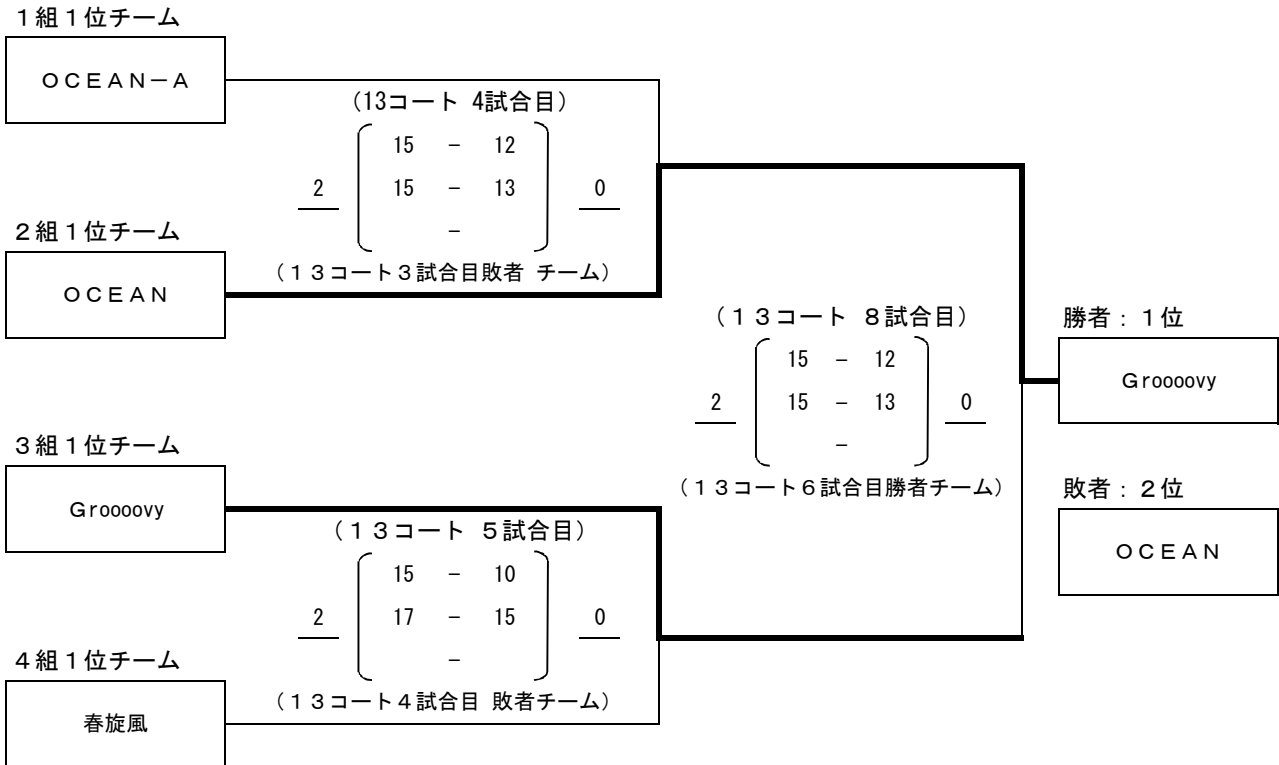 １組１位チーム
ＯＣＥＡＮ－Ａ
(13コート 4試合目)
15 － 12
2 15 － 13 0
－
(１３コート３試合目敗者 チーム)
２組１位チーム
ＯＣＥＡＮ
(１３コート ８試合目)
15 － 12
2 15 － 13 0
－
(１３コート６試合目勝者チーム)
勝者：１位
Ｇroooovy
敗者：２位
ＯＣＥＡＮ
３組１位チーム
Ｇroooovy
(１３コート ５試合目)
15 － 10
2 17 － 15 0
－
(１３コート４試合目 敗者チーム)
４組１位チーム
春旋風